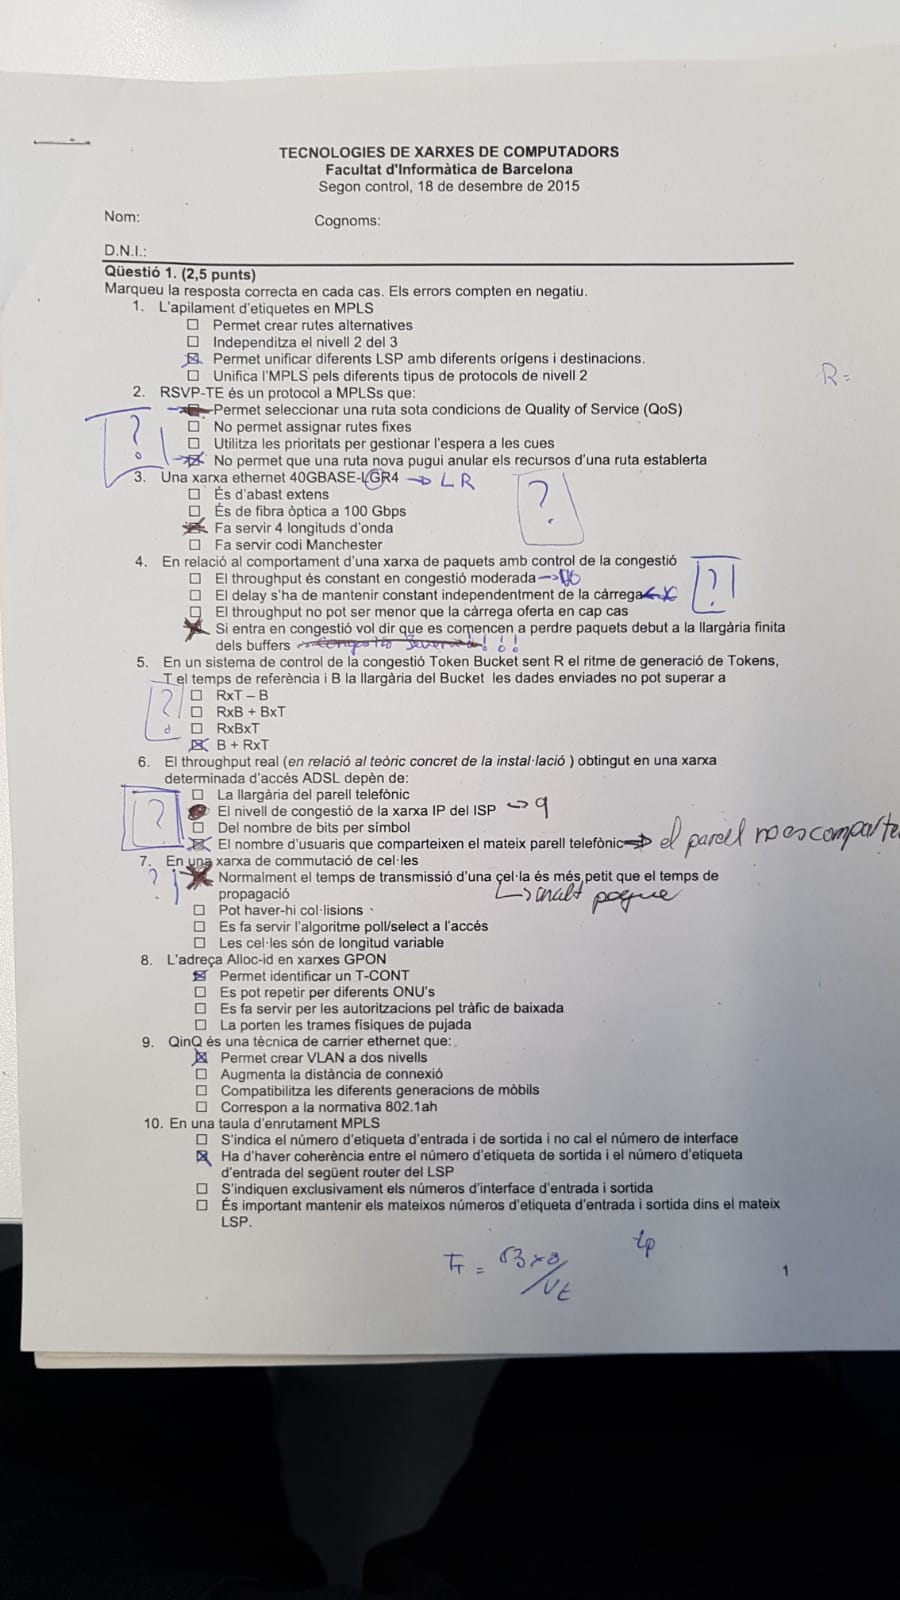 TECNOLOGIES DE XARXES DE COMPUTADORS
Facultat d'Informàtica de Barcelona
Segon control, 18 de desembre de 2015
Nom: Cognoms:
D.N.I.:
Qüestió 1. (2,5 punts)
Marqueu la resposta correcta en cada cas. Els errors compten en negatiu.
1. L'apilament d'etiquetes en MPLS
Permet crear rutes alternatives
Independitza el nivell 2 del 3
Permet unificar diferents LSP amb diferents orígens i destinacions.
Unifica l'MPLS pels diferents tipus de protocols de nivell 2
R=
2. RSVP-TE és un protocol a MPLSs que:
Permet seleccionar una ruta sota condicions de Quality of Service (QoS)
No permet assignar rutes fixes
?
Utilitza les prioritats per gestionar l'espera a les cues
No permet que una ruta nova pugui anular els recursos d'una ruta establerta
3. Una xarxa ethernet 40GBASE-LGR4 → LR
És d'abast extens
?
És de fibra òptica a 100 Gbps
Fa servir 4 longituds d'onda
Fa servir codi Manchester
4. En relació al comportament d'una xarxa de paquets amb control de la congestió
El throughput és constant en congestió moderada →
?
El delay s'ha de mantenir constant independentment de la càrrega
El throughput no pot ser menor que la càrrega oferta en cap cas
Si entra en congestió vol dir que es comencen a perdre paquets debut a la llargària finita
dels buffers → congestió severa!!!
5. En un sistema de control de la congestió Token Bucket sent R el ritme de generació de Tokens,
T el temps de referència i B la llargària del Bucket les dades enviades no pot superar a
RxT – B
?
RxB + BxT
RxBxT
B + RxT
6. El throughput real (en relació al teòric concret de la instal·lació ) obtingut en una xarxa
determinada d'accés ADSL depèn de:
La llargària del parell telefònic
El nivell de congestió de la xarxa IP del ISP → 9
?
Del nombre de bits per símbol
El nombre d'usuaris que comparteixen el mateix parell telefònic → el parell no es comparte
7. En una xarxa de commutació de cel·les
?
Normalment el temps de transmissió d'una cel·la és més petit que el temps de
propagació
Pot haver-hi col·lisions
Es fa servir l'algoritme poll/select a l'accés
Les cel·les són de longitud variable
8. L'adreça Alloc-id en xarxes GPON
Permet identificar un T-CONT
Es pot repetir per diferents ONU's
Es fa servir per les autoritzacions pel tràfic de baixada
La porten les trames físiques de pujada
9. QinQ és una tècnica de carrier ethernet que:
Permet crear VLAN a dos nivells
Augmenta la distància de connexió
Compatibilitza les diferents generacions de mòbils
Correspon a la normativa 802.1ah
10. En una taula d'enrutament MPLS
S'indica el número d'etiqueta d'entrada i de sortida i no cal el número de interface
Ha d'haver coherència entre el número d'etiqueta de sortida i el número d'etiqueta
d'entrada del següent router del LSP
S'indiquen exclusivament els números d'interface d'entrada i sortida
És important mantenir els mateixos números d'etiqueta d'entrada i sortida dins el mateix
LSP.
tp
= 53x8/Vt
1